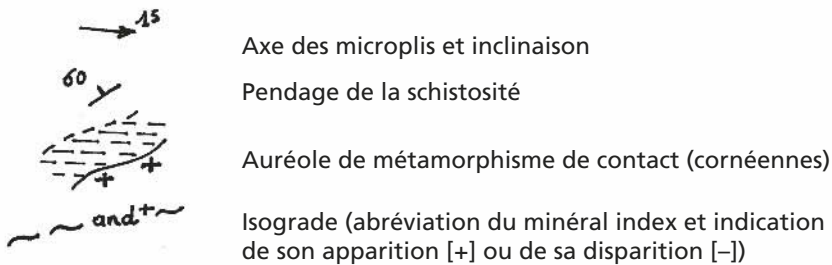 15
Axe des microplis et inclinaison
60
Pendage de la schistosité
Auréole de métamorphisme de contact (cornéennes)
and+
Isograde (abréviation du minéral index et indication
de son apparition [+] ou de sa disparition [–])